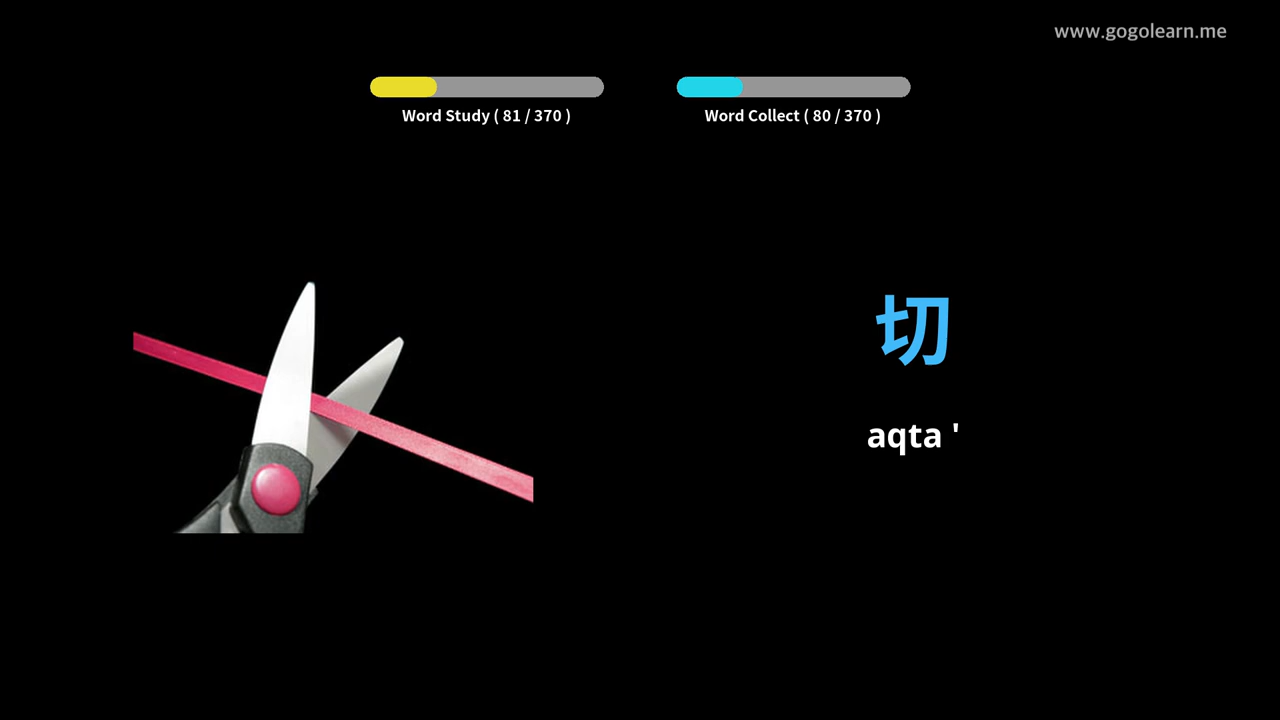 www.gogolearn.me
Word Study ( 81 / 370 )
Word Collect ( 80 / 370 )
切
aqta '